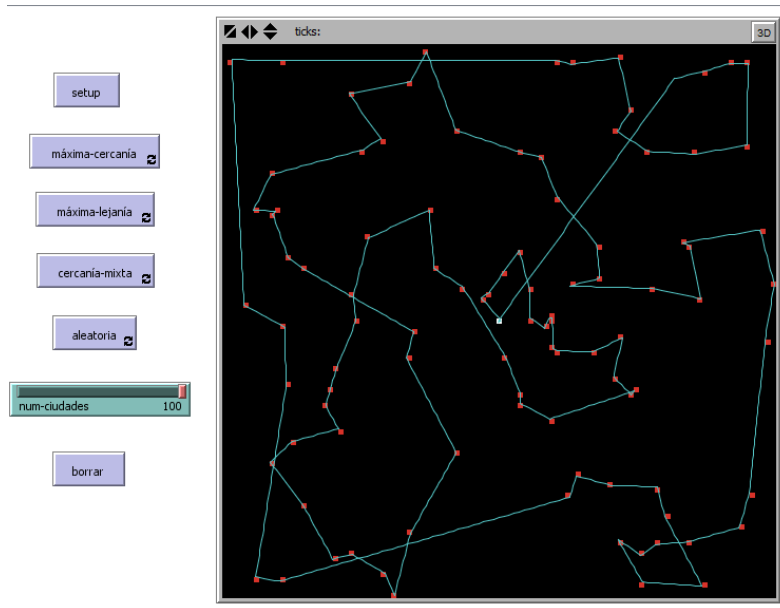 ticks:
3D
setup
máxima-cercanía
máxima-lejanía
cercanía-mixta
aleatoria
num-ciudades 100
borrar